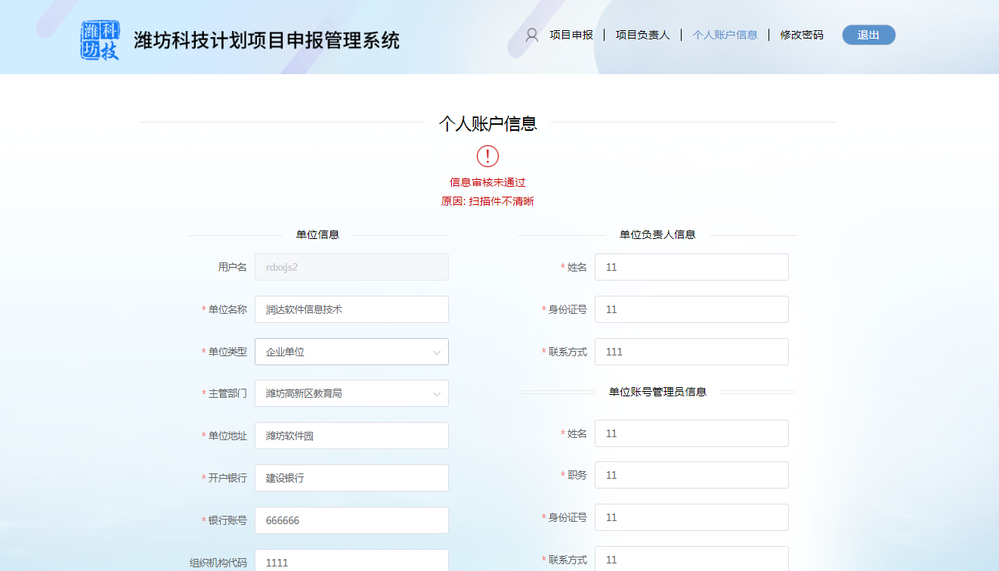 潍坊科技
潍坊科技计划项目申报管理系统
项目申报 | 项目负责人 | 个人账户信息 | 修改密码 退出
个人账户信息
!
信息审核未通过
原因: 扫描件不清晰
单位信息
用户名 rdxxjs2
* 单位名称 润达软件信息技术
* 单位类型 企业单位
* 主管部门 潍坊高新区教育局
* 单位地址 潍坊软件园
* 开户银行 建设银行
* 银行账号 666666
组织机构代码 1111
单位负责人信息
* 姓名 11
* 身份证号 11
* 联系方式 111
单位账号管理员信息
* 姓名 11
* 职务 11
* 身份证号 11
* 联系方式 11